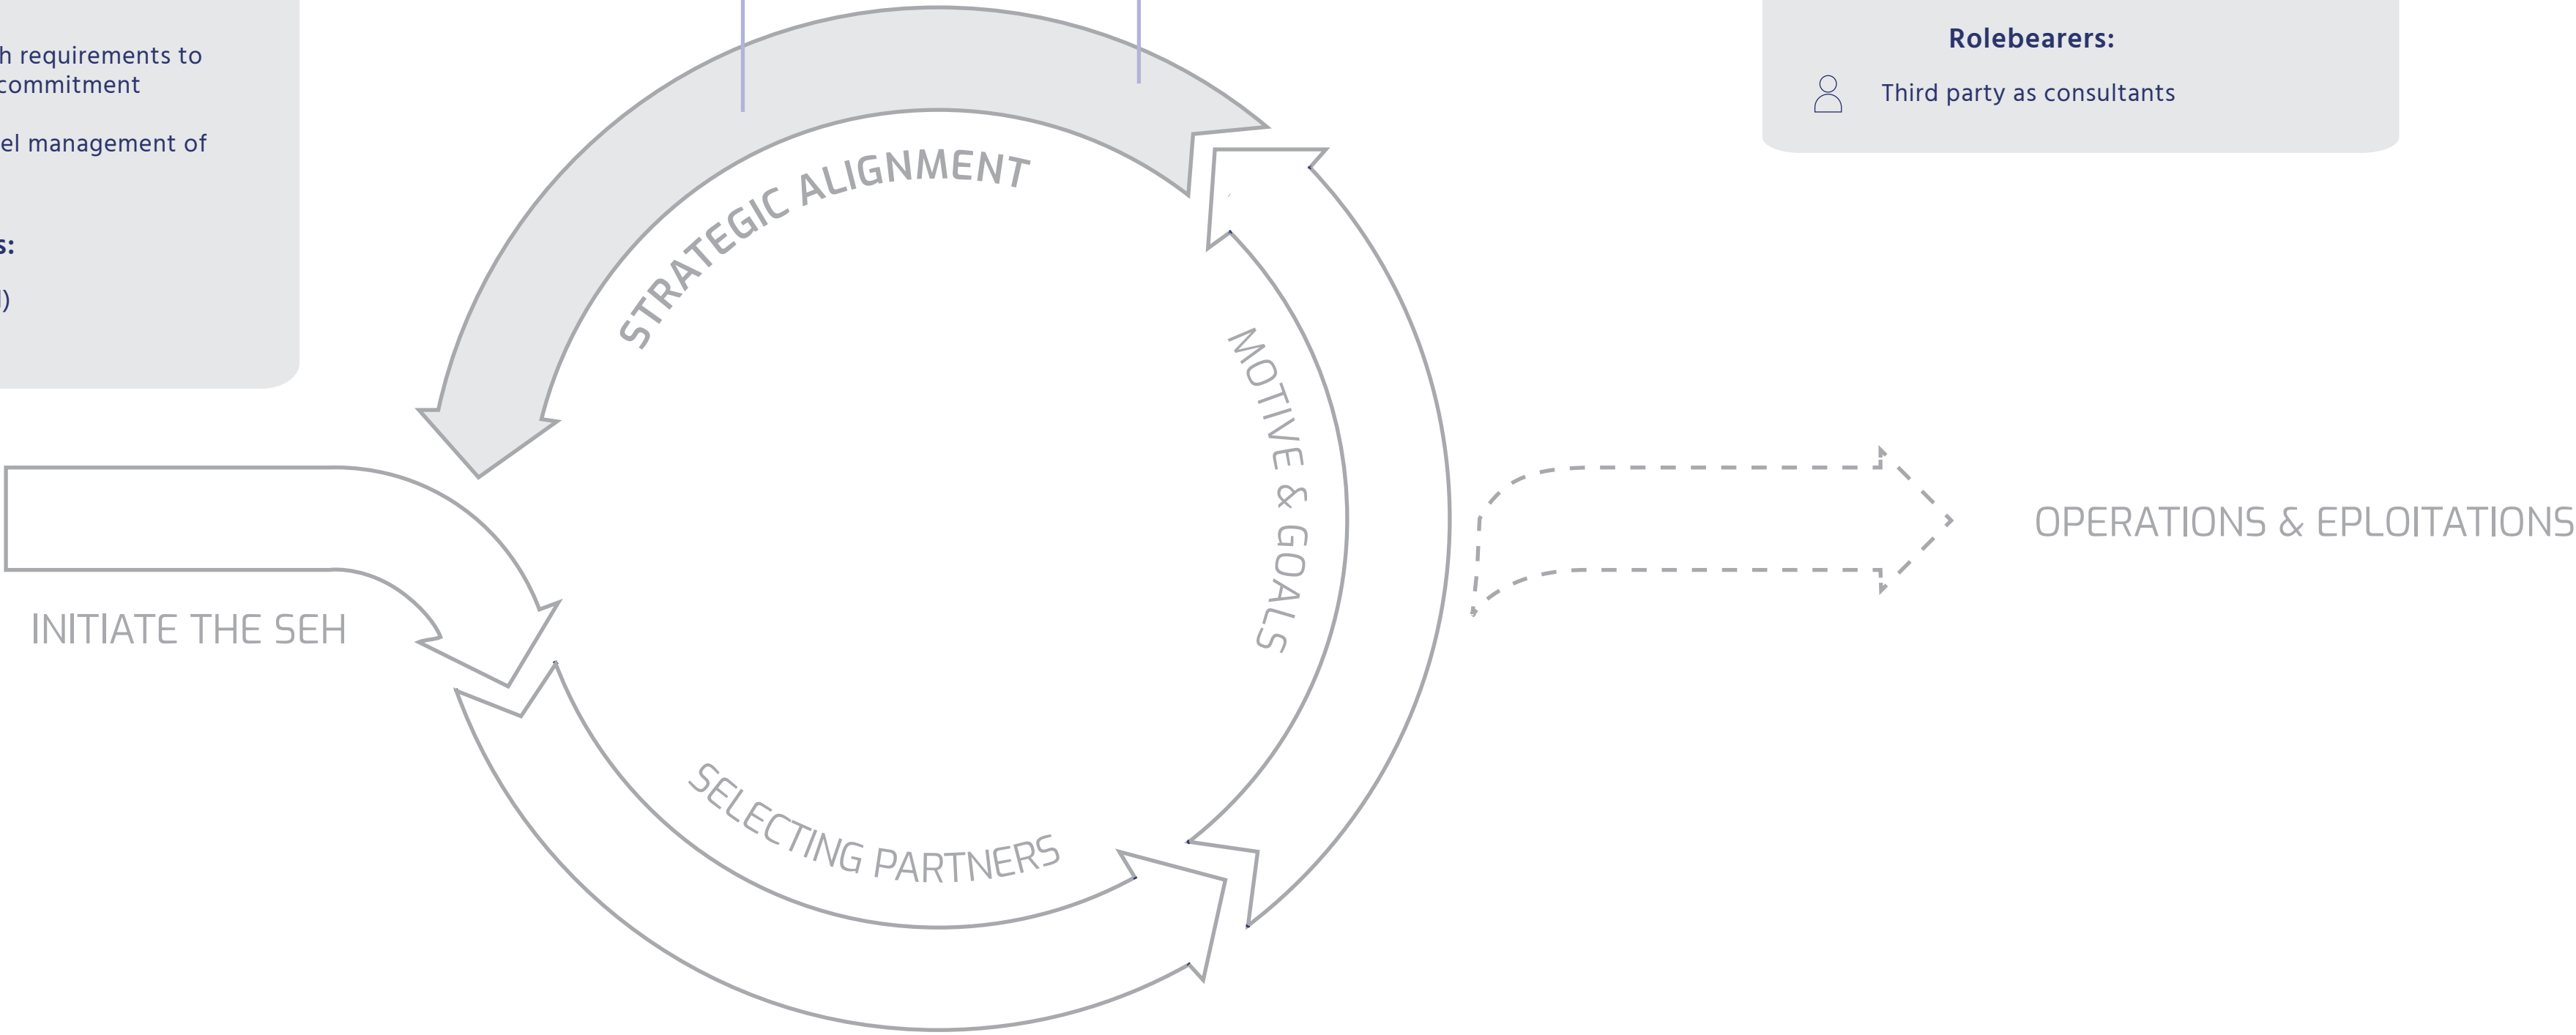 requirements to
commitment
management of
s:
Rolebearers:
Third party as consultants
STRATEGIC ALIGNMENT
MOTIVE & GOALS
OPERATIONS & EPLOITATIONS
INITIATE THE SEH
SELECTING PARTNERS